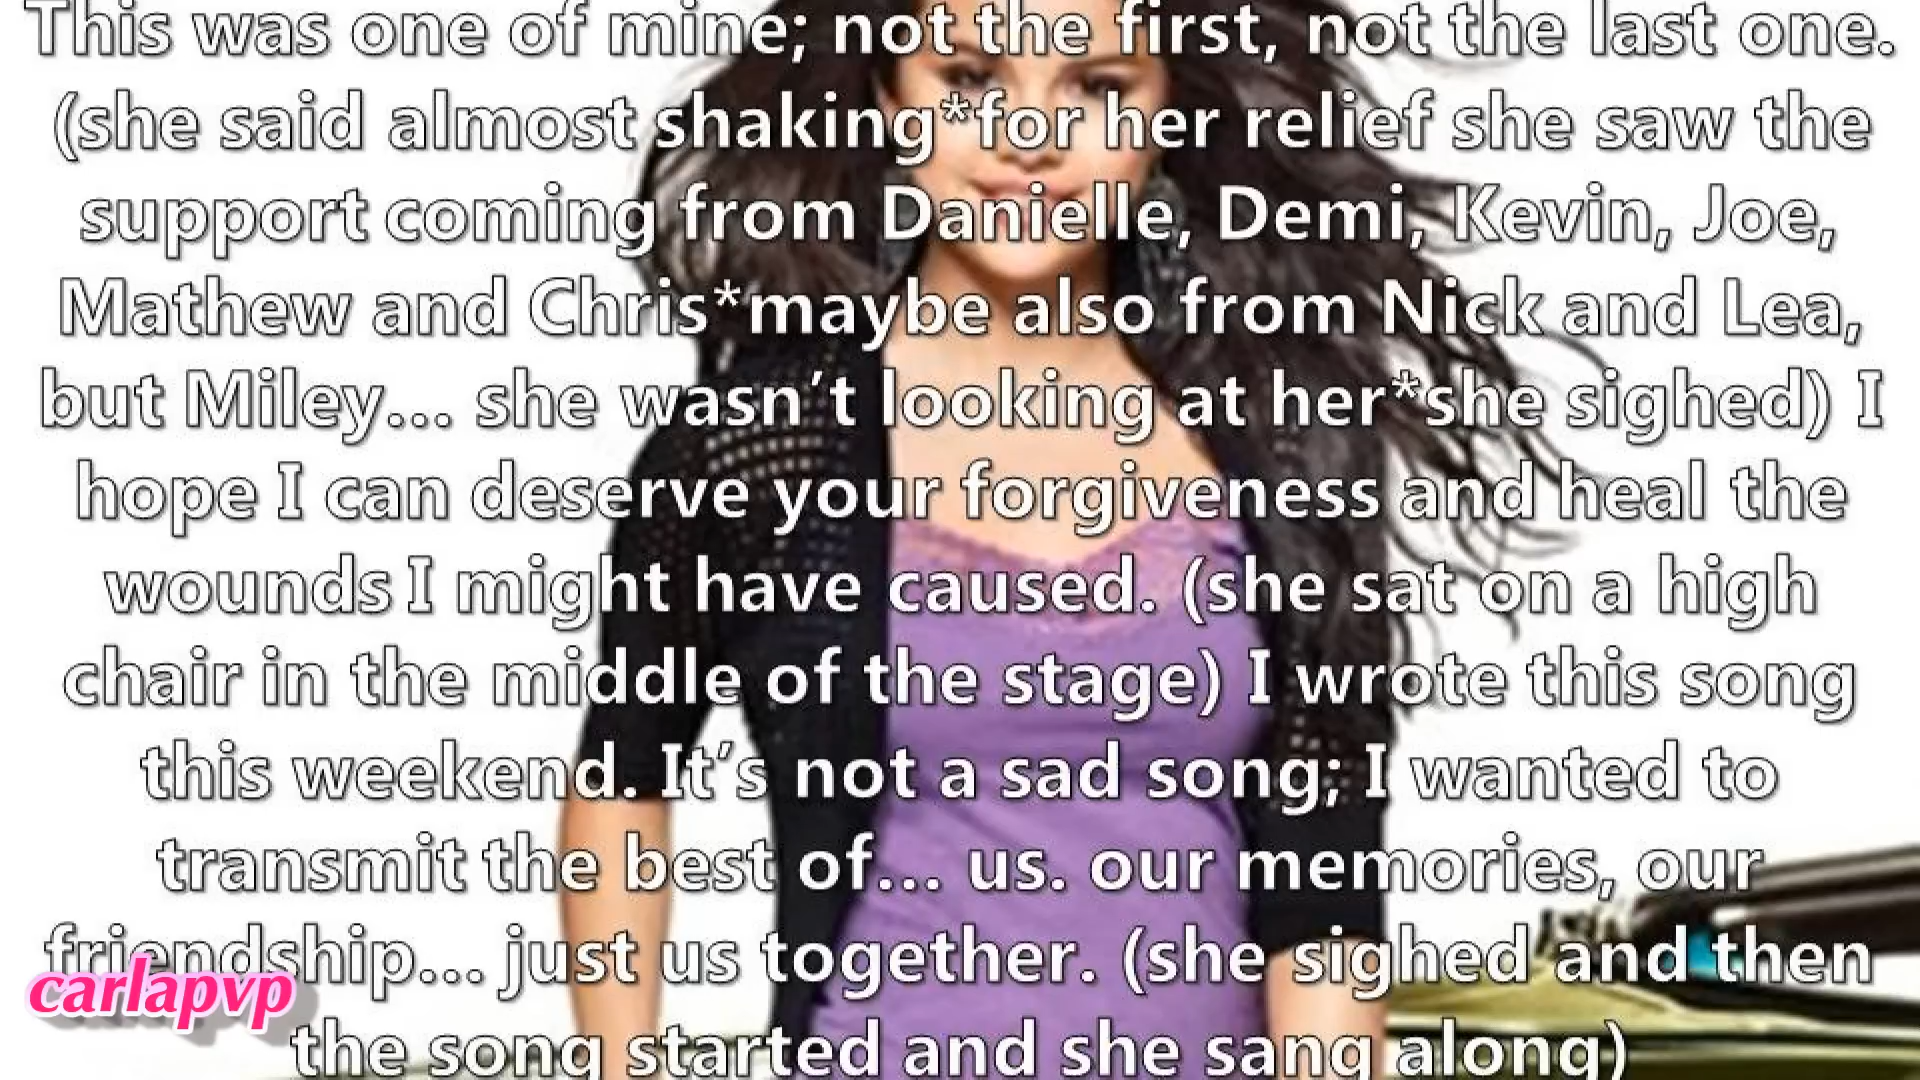 This was one of mine; not the first, not the last one.
(she said almost shaking*for her relief she saw the
support coming from Danielle, Demi, Kevin, Joe,
Mathew and Chris*maybe also from Nick and Lea,
but Miley... she wasn't looking at her*she sighed) I
hope I can deserve your forgiveness and heal the
wounds I might have caused. (she sat on a high
chair in the middle of the stage) I wrote this song
this weekend. It's not a sad song; I wanted to
transmit the best of... us. our memories, our
friendship... just us together. (she sighed and then
the song started and she sang along)
carlapvp